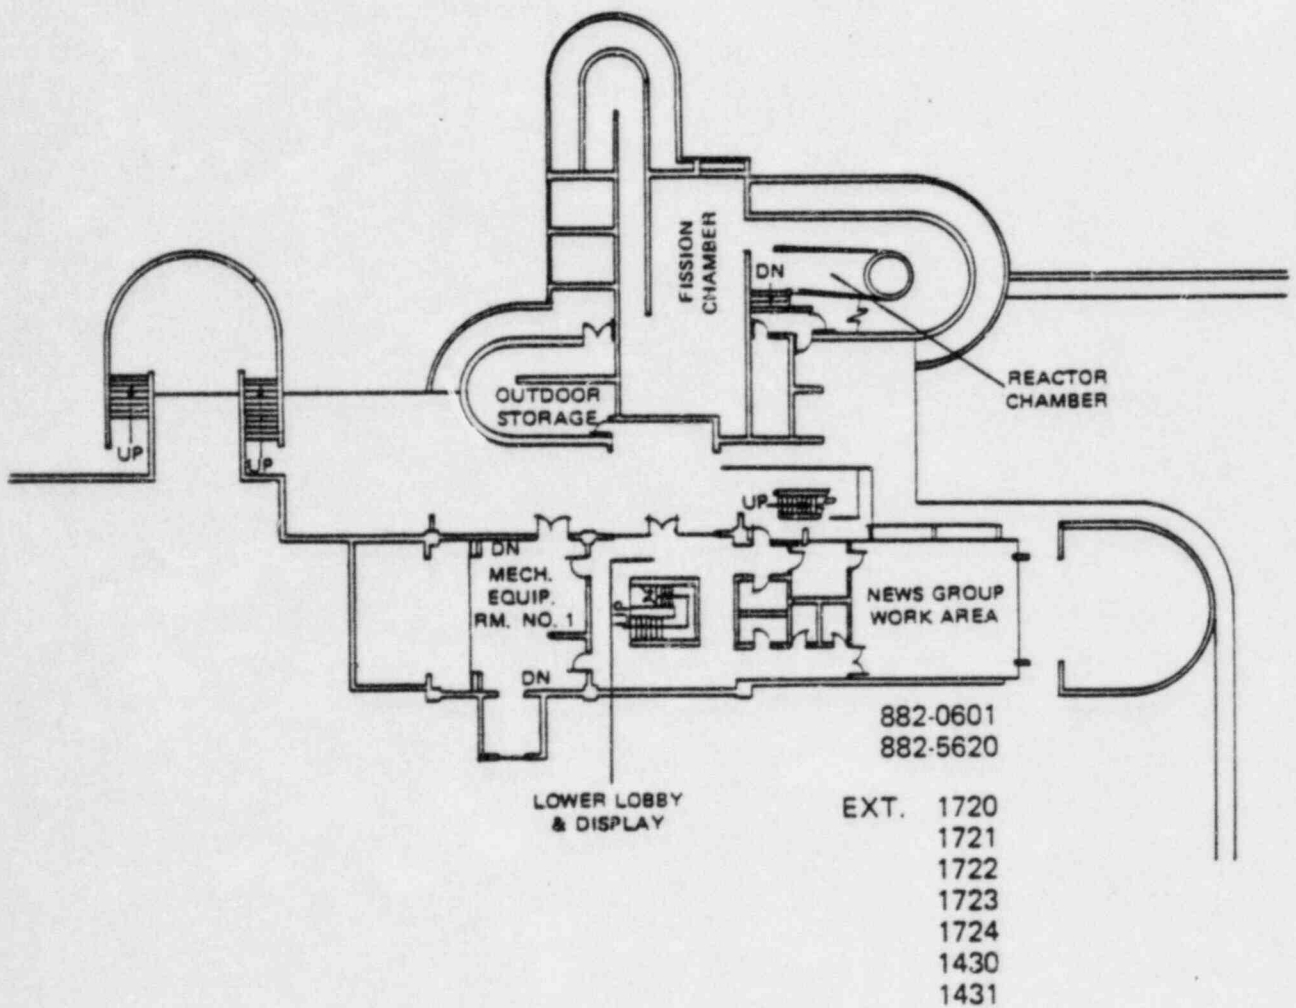 FISSION
CHAMBER
DN
REACTOR
CHAMBER
OUTDOOR
STORAGE
UP
UP
UP
DN
MECH.
EQUIP.
RM. NO. 1
DN
NEWS GROUP
WORK AREA
882-0601
882-5620
LOWER LOBBY
& DISPLAY
EXT. 1720
1721
1722
1723
1724
1430
1431